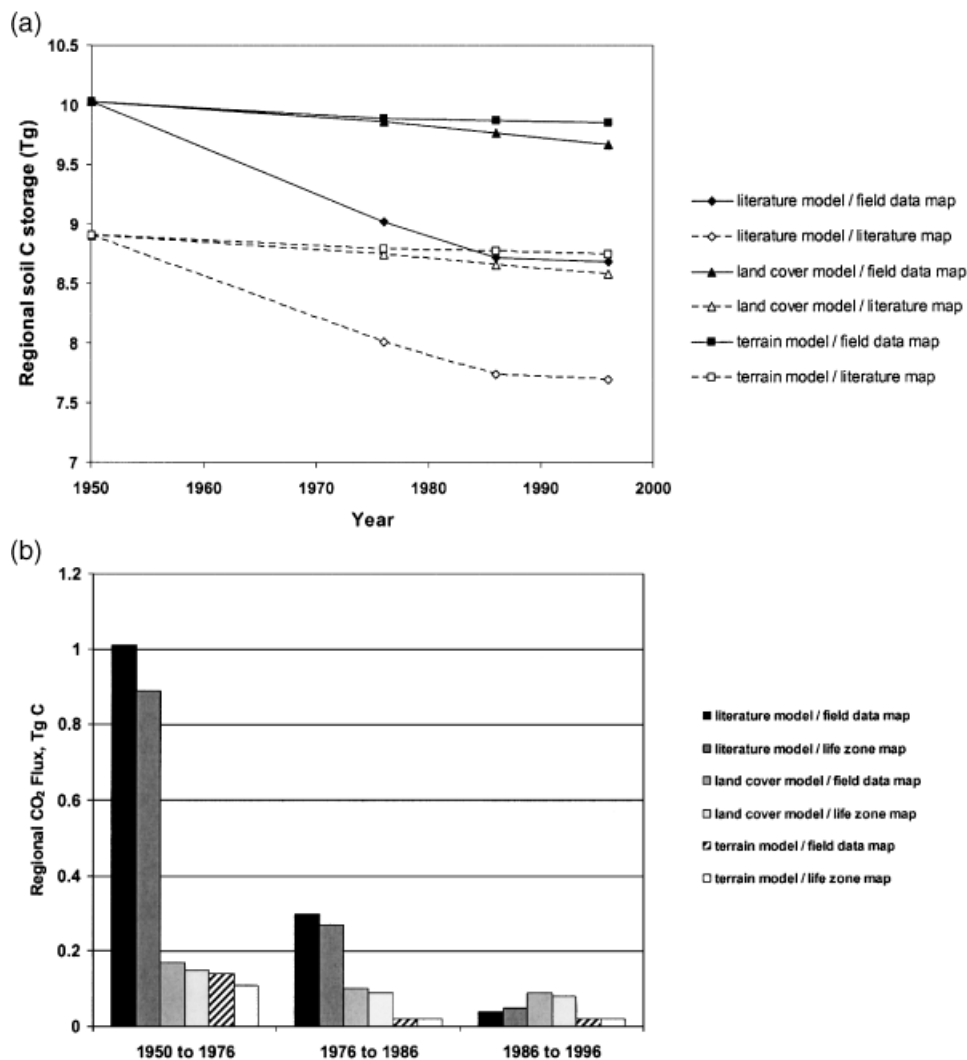 (a)
Regional soil C storage (Tg)
10.5
10
9.5
9
8.5
8
7.5
7
1950 1960 1970 1980 1990 2000
Year
literature model / field data map
literature model / literature map
land cover model / field data map
land cover model / literature map
terrain model / field data map
terrain model / literature map
(b)
Regional CO₂ Flux, Tg C
1.2
1
0.8
0.6
0.4
0.2
0
1950 to 1976 1976 to 1986 1986 to 1996
literature model / field data map
literature model / life zone map
land cover model / field data map
land cover model / life zone map
terrain model / field data map
terrain model / life zone map